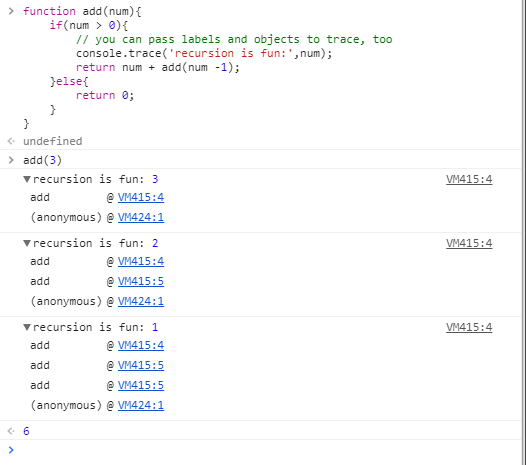 function add(num){
if(num > 0){
// you can pass labels and objects to trace, too
console.trace('recursion is fun:',num);
return num + add(num -1);
}else{
return 0;
}
}
undefined
add(3)
▼recursion is fun: 3 VM415:4
add @ VM415:4
(anonymous) @ VM424:1
▼recursion is fun: 2 VM415:4
add @ VM415:4
add @ VM415:5
(anonymous) @ VM424:1
▼recursion is fun: 1 VM415:4
add @ VM415:4
add @ VM415:5
add @ VM415:5
(anonymous) @ VM424:1
6